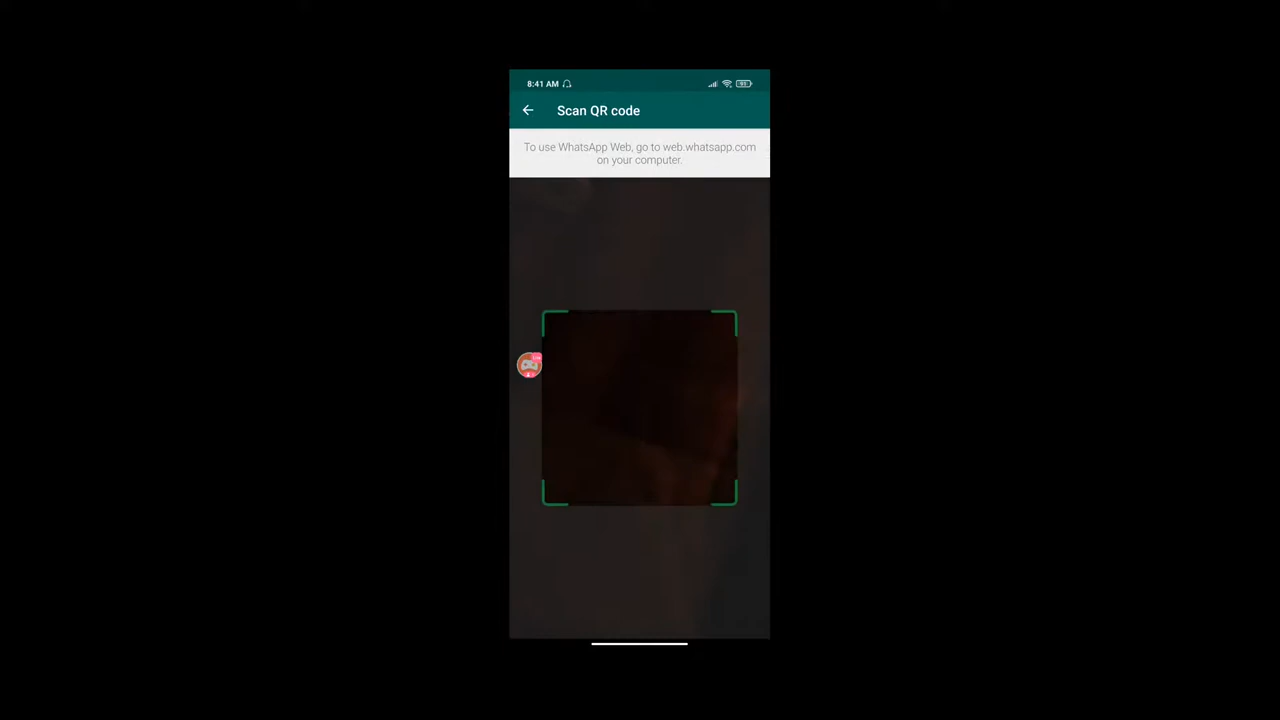 8:41 AM
Scan QR code
To use WhatsApp Web, go to web.whatsapp.com
on your computer.